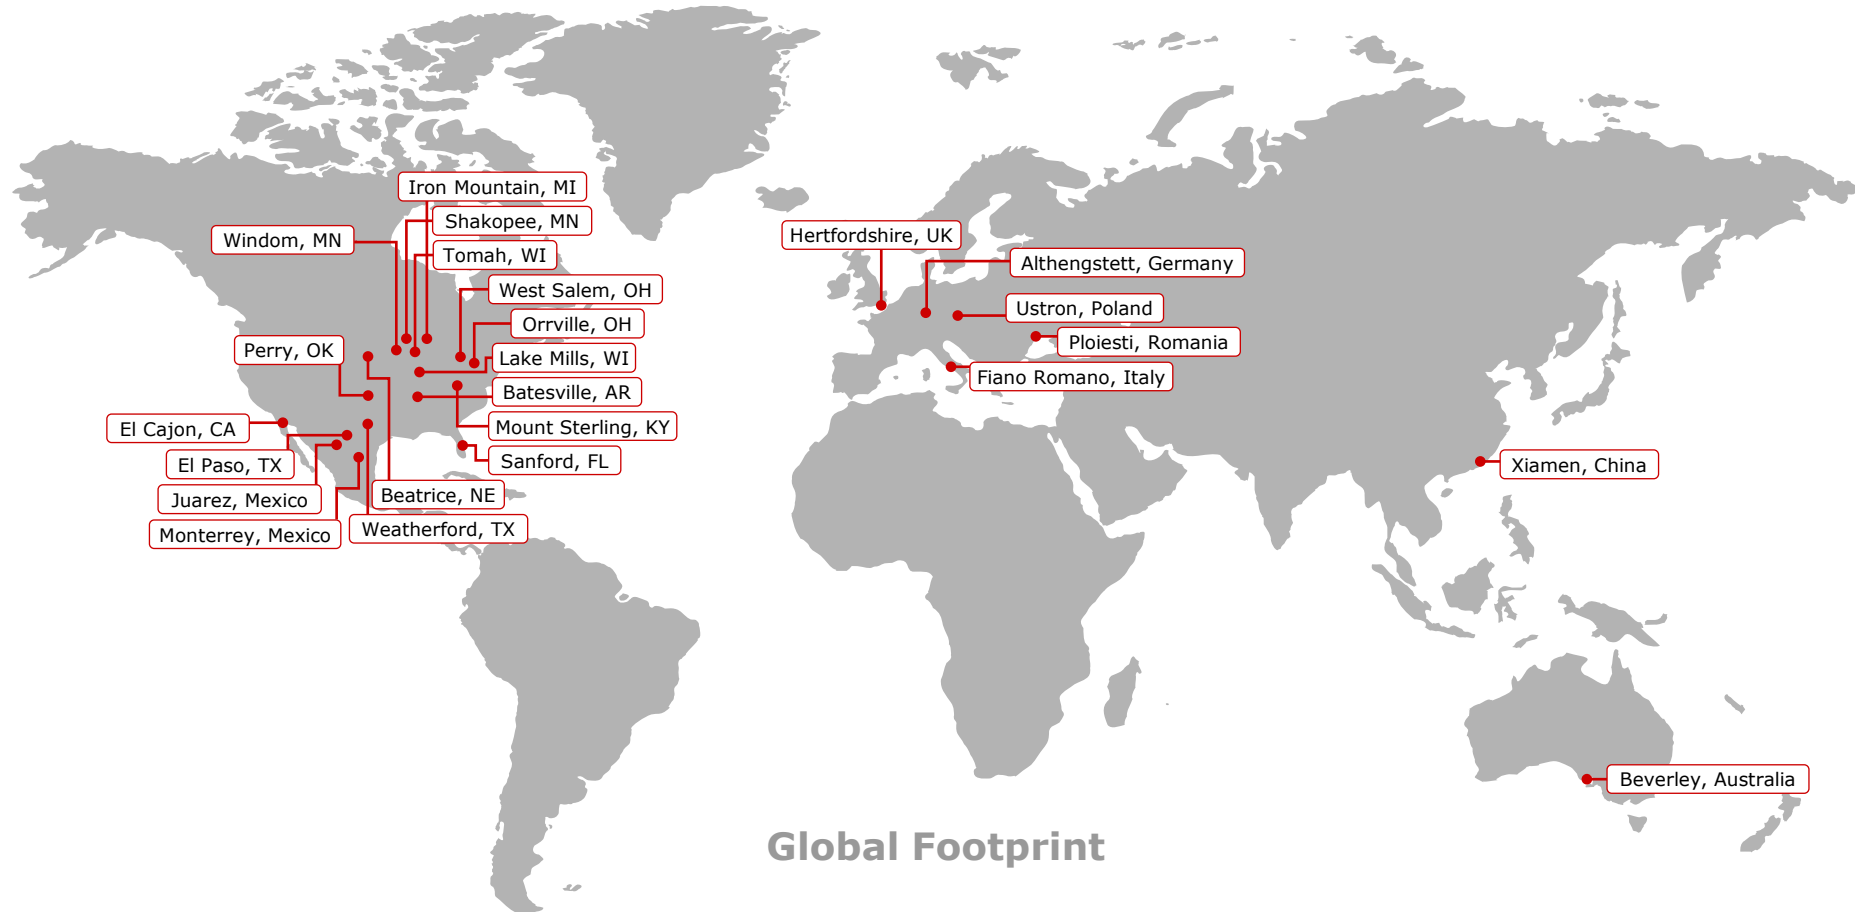 Iron Mountain, MI
Shakopee, MN
Windom, MN
Tomah, WI
West Salem, OH
Orrville, OH
Perry, OK
Lake Mills, WI
Batesville, AR
El Cajon, CA
Mount Sterling, KY
El Paso, TX
Sanford, FL
Juarez, Mexico
Beatrice, NE
Monterrey, Mexico
Weatherford, TX
Hertfordshire, UK
Althengstett, Germany
Ustron, Poland
Ploiesti, Romania
Fiano Romano, Italy
Xiamen, China
Beverley, Australia
Global Footprint